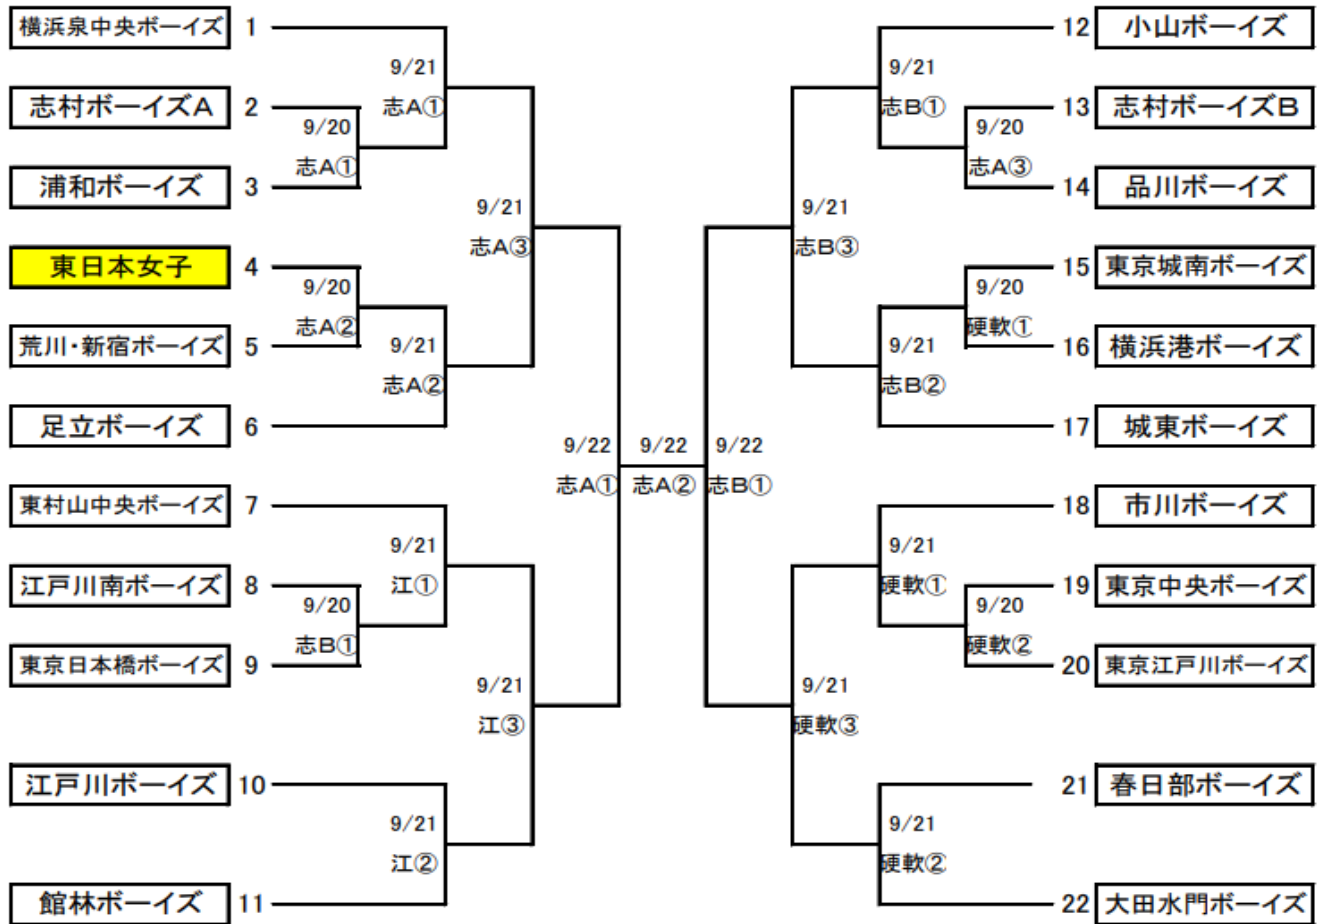 横浜泉中央ボーイズ 1
志村ボーイズA 2
浦和ボーイズ 3
東日本女子 4
荒川・新宿ボーイズ 5
足立ボーイズ 6
東村山中央ボーイズ 7
江戸川南ボーイズ 8
東京日本橋ボーイズ 9
江戸川ボーイズ 10
館林ボーイズ 11
9/20
志A①
9/20
志A②
9/20
志B①
9/21
志A①
9/21
志A②
9/21
江①
9/21
江②
9/21
志A③
9/21
江③
9/22
志A①
9/22
志A②
9/22
志B①
9/21
志B③
9/21
硬軟③
9/21
志B①
9/21
志B②
9/21
硬軟①
9/21
硬軟②
9/20
志A③
9/20
硬軟①
9/20
硬軟②
12 小山ボーイズ
13 志村ボーイズB
14 品川ボーイズ
15 東京城南ボーイズ
16 横浜港ボーイズ
17 城東ボーイズ
18 市川ボーイズ
19 東京中央ボーイズ
20 東京江戸川ボーイズ
21 春日部ボーイズ
22 大田水門ボーイズ